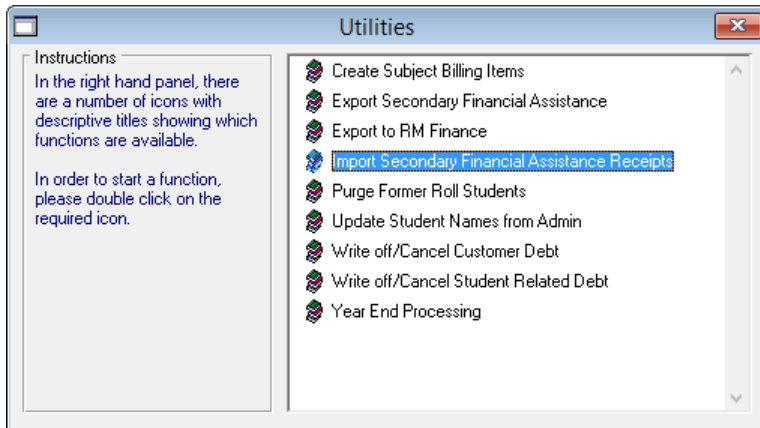 Utilities
Instructions
In the right hand panel, there
are a number of icons with
descriptive titles showing which
functions are available.
In order to start a function,
please double click on the
required icon.
Create Subject Billing Items
Export Secondary Financial Assistance
Export to RM Finance
Import Secondary Financial Assistance Receipts
Purge Former Roll Students
Update Student Names from Admin
Write off/Cancel Customer Debt
Write off/Cancel Student Related Debt
Year End Processing